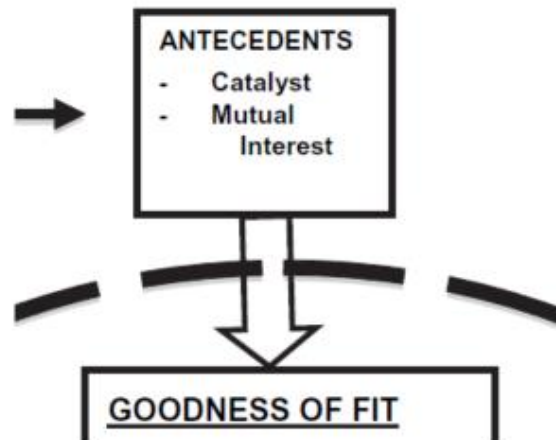 ANTECEDENTS
- Catalyst
- Mutual
Interest
GOODNESS OF FIT